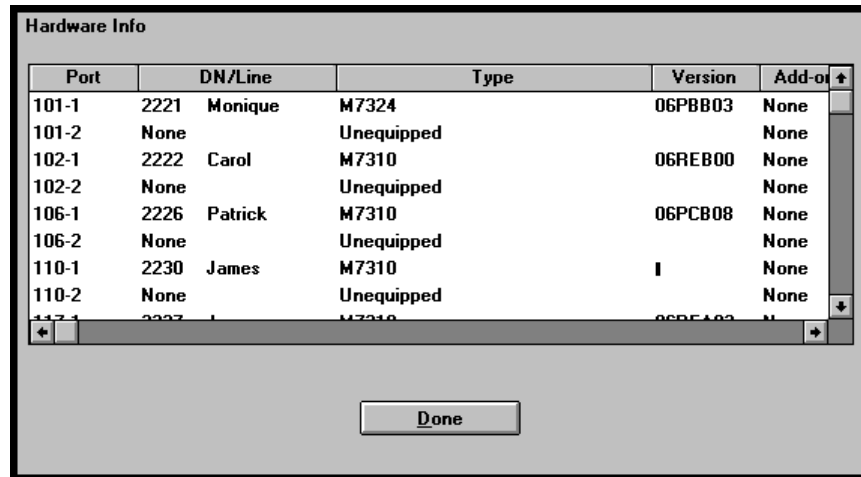 Hardware Info
Port DN/Line Type Version Add-on
101-1 2221 Monique M7324 06PBB03 None
101-2 None Unequipped None
102-1 2222 Carol M7310 06REB00 None
102-2 None Unequipped None
106-1 2226 Patrick M7310 06PCB08 None
106-2 None Unequipped None
110-1 2230 James M7310 None
110-2 None Unequipped None
Done